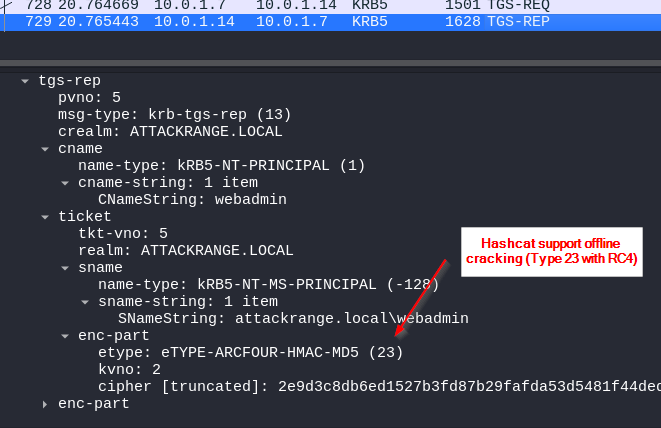 728 20.764669 10.0.1.7 10.0.1.14 KRB5 1501 TGS-REQ
729 20.765443 10.0.1.14 10.0.1.7 KRB5 1628 TGS-REP
tgs-rep
pvno: 5
msg-type: krb-tgs-rep (13)
crealm: ATTACKRANGE.LOCAL
cname
name-type: kRB5-NT-PRINCIPAL (1)
cname-string: 1 item
CNameString: webadmin
ticket
tkt-vno: 5
realm: ATTACKRANGE.LOCAL
Hashcat support offline
cracking (Type 23 with RC4)
sname
name-type: kRB5-NT-MS-PRINCIPAL (-128)
sname-string: 1 item
SNameString: attackrange.local\webadmin
enc-part
etype: eTYPE-ARCFOUR-HMAC-MD5 (23)
kvno: 2
cipher [truncated]: 2e9d3c8db6ed1527b3fd87b29fafda53d5481f44dec
enc-part